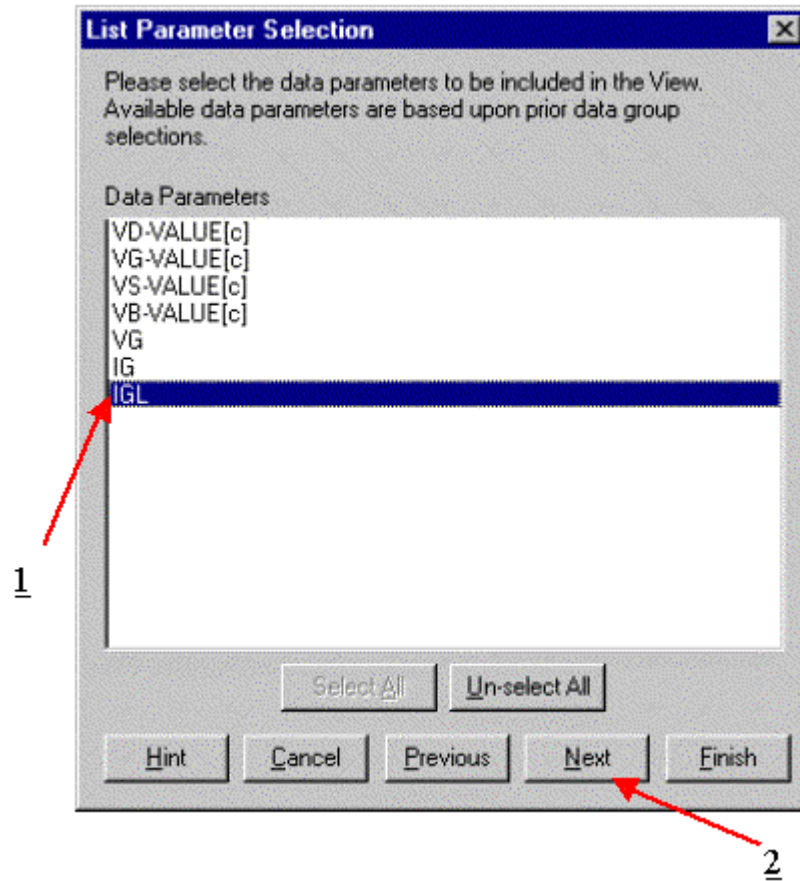 List Parameter Selection
Please select the data parameters to be included in the View.
Available data parameters are based upon prior data group
selections.
Data Parameters
VD-VALUE[c]
VG-VALUE[c]
VS-VALUE[c]
VB-VALUE[c]
VG
IG
IGL
1
Select All Un-select All
Hint Cancel Previous Next Finish
2